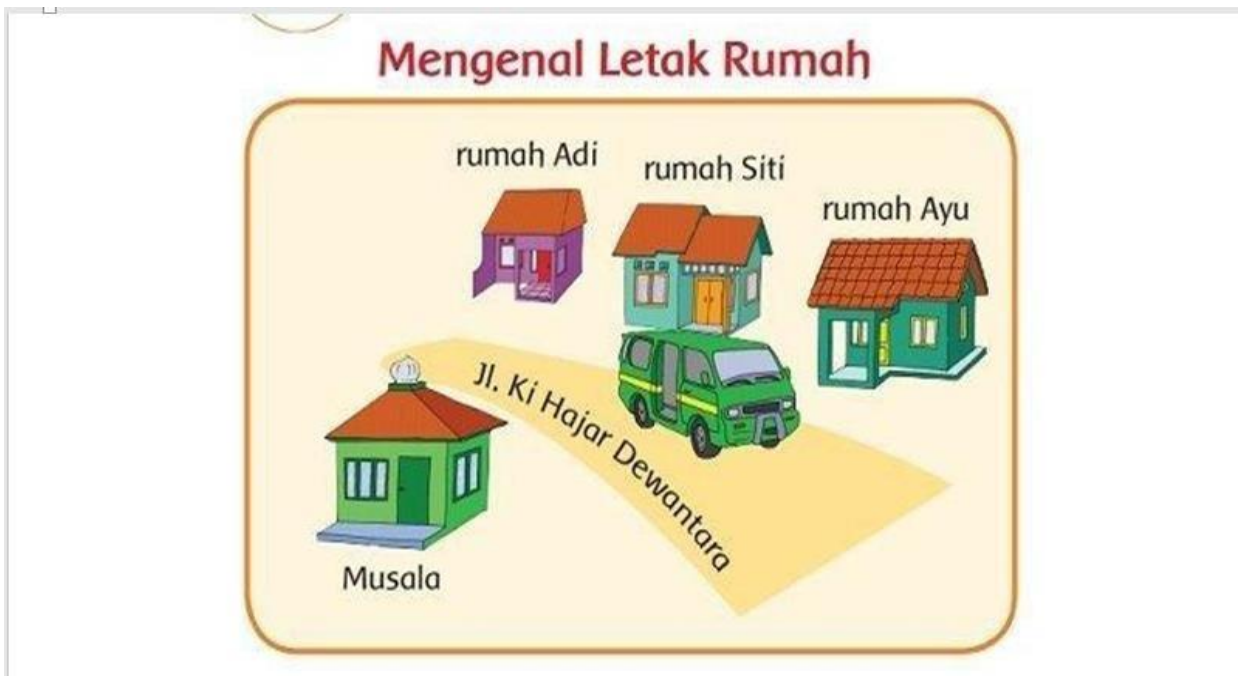 Mengenal Letak Rumah
rumah Adi
rumah Siti
rumah Ayu
Jl. Ki Hajar Dewantara
Musala